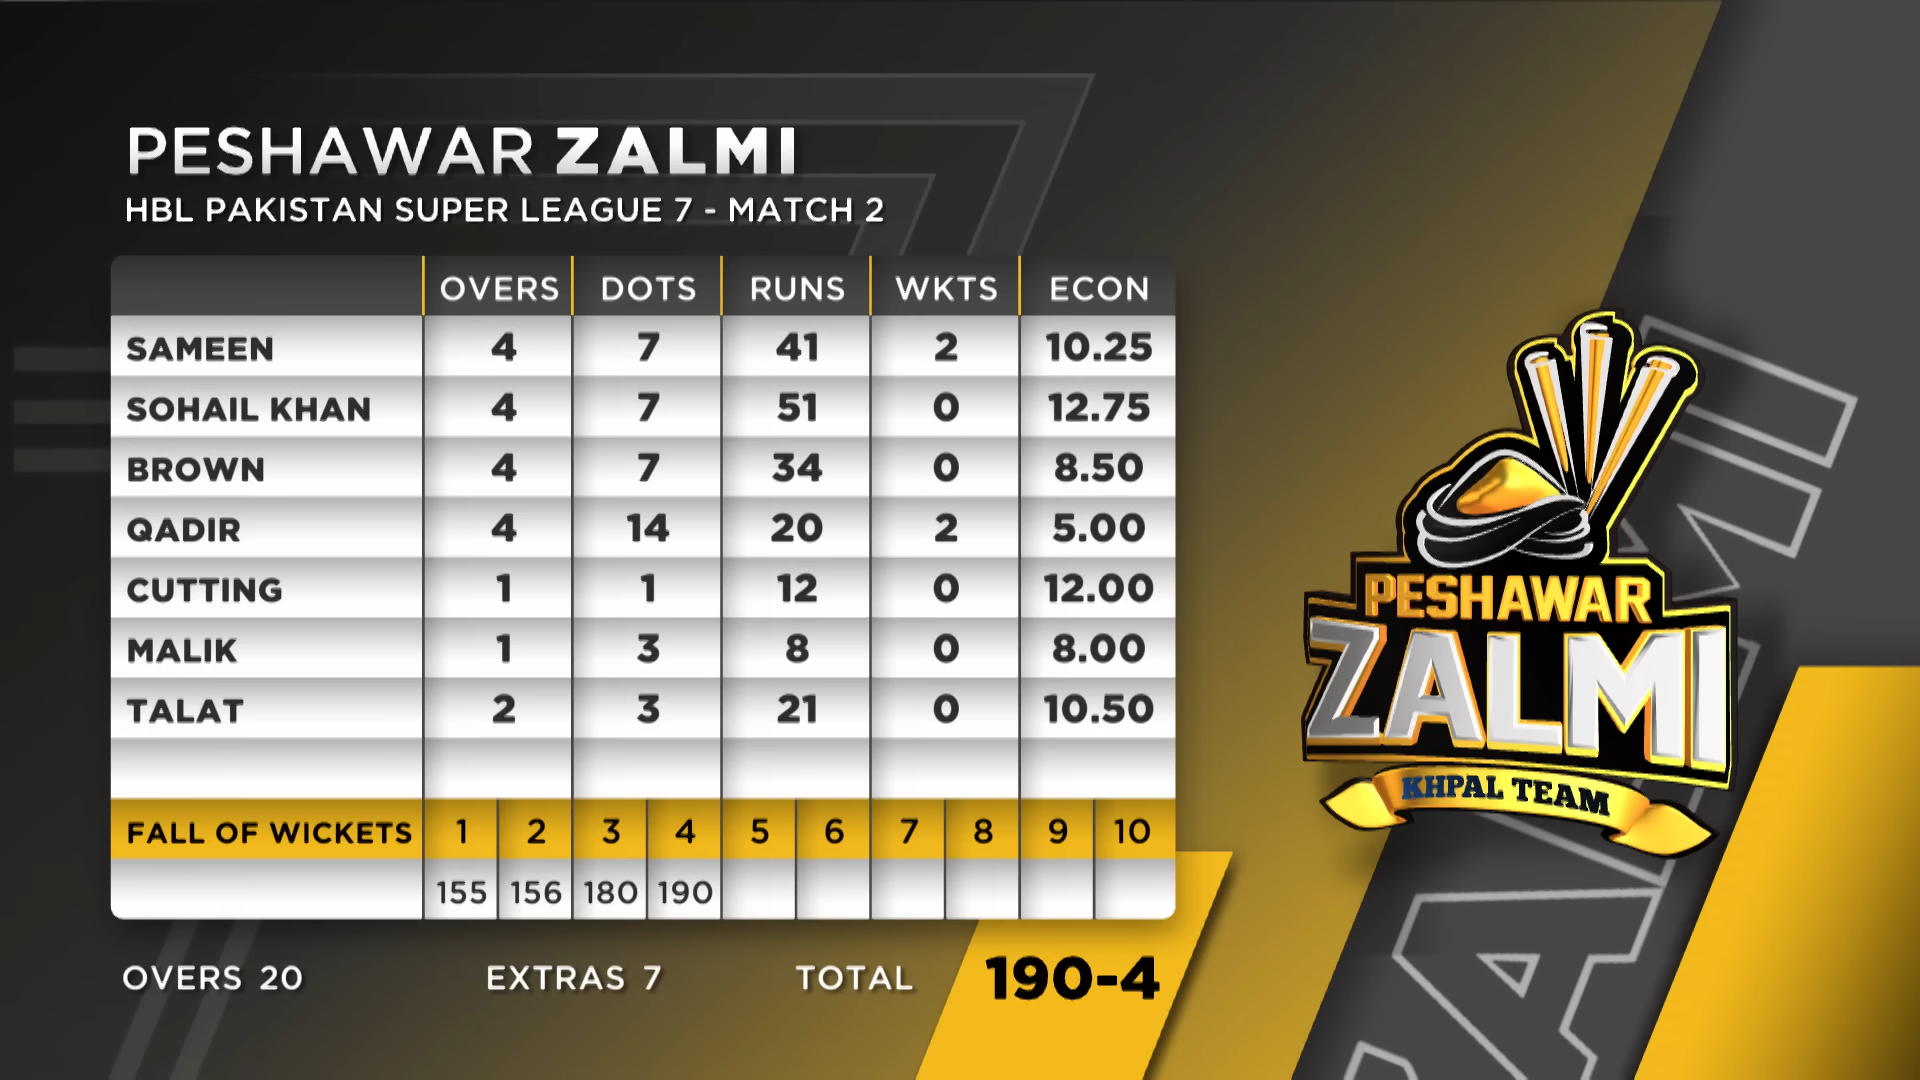 PESHAWAR ZALMI
HBL PAKISTAN SUPER LEAGUE 7 - MATCH 2
OVERS DOTS RUNS WKTS ECON
SAMEEN 4 7 41 2 10.25
SOHAIL KHAN 4 7 51 0 12.75
BROWN 4 7 34 0 8.50
QADIR 4 14 20 2 5.00
CUTTING 1 1 12 0 12.00
MALIK 1 3 8 0 8.00
TALAT 2 3 21 0 10.50
FALL OF WICKETS 1 2 3 4 5 6 7 8 9 10
155 156 180 190
OVERS 20 EXTRAS 7 TOTAL 190-4
PESHAWAR
ZALMI
KHPAL TEAM
ZALMI